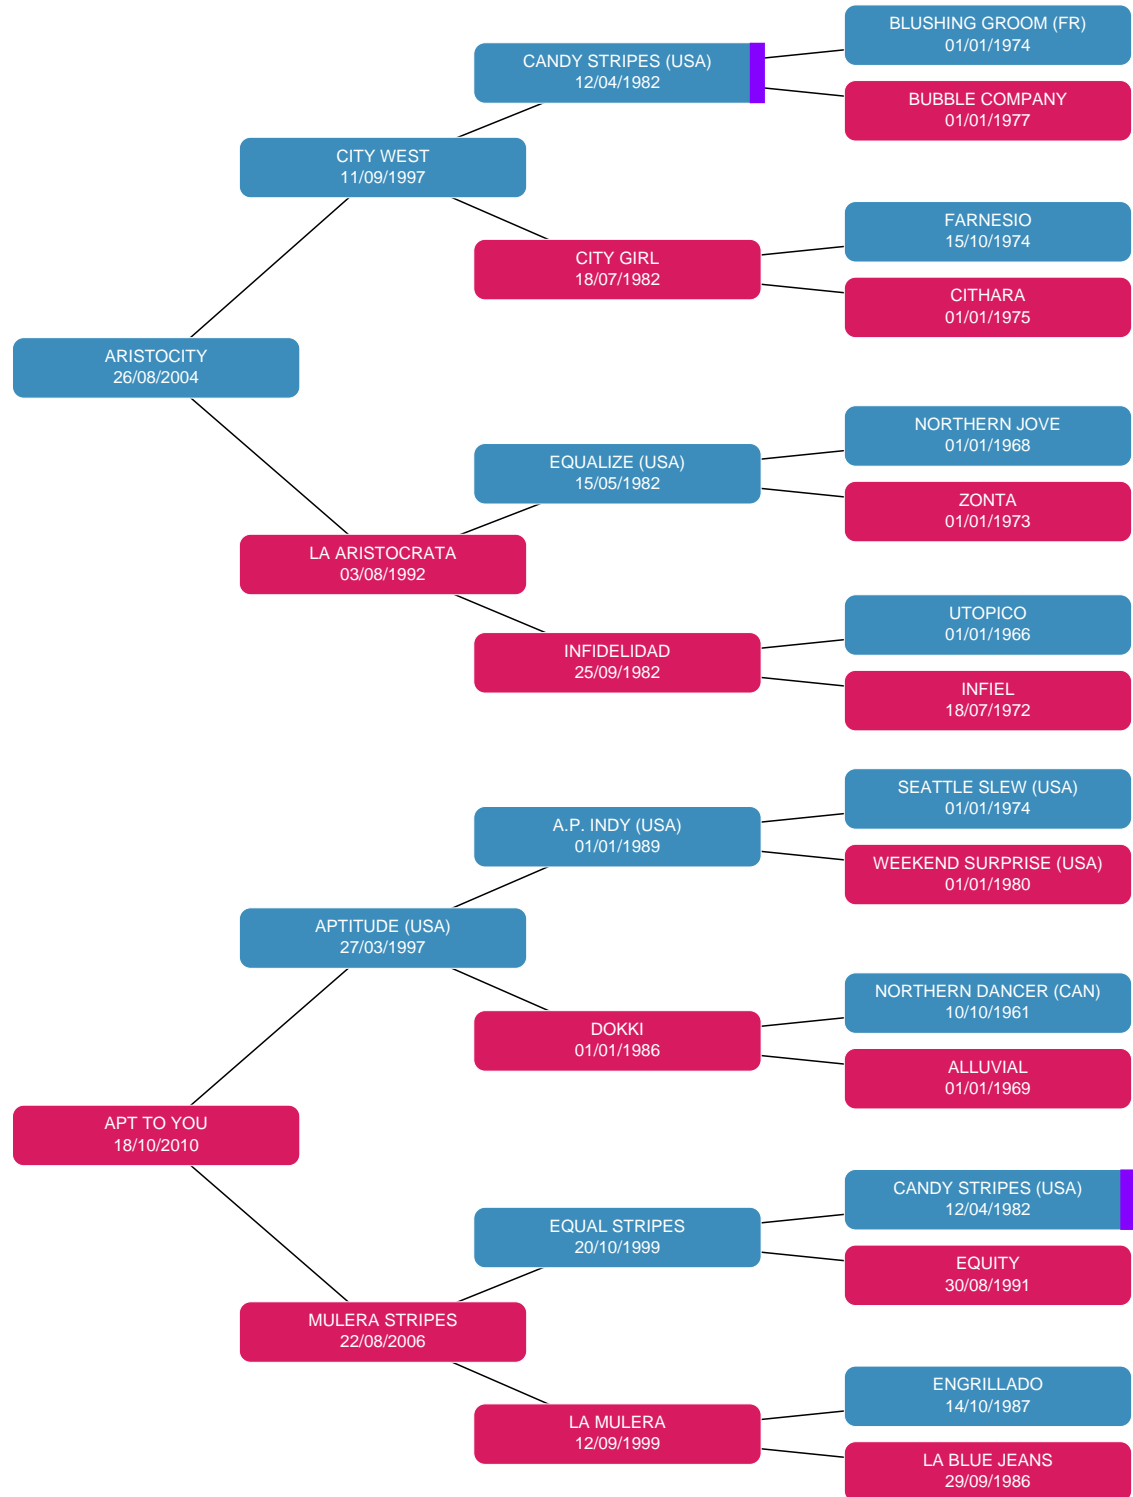 BLUSHING GROOM (FR)
01/01/1974
CANDY STRIPES (USA)
12/04/1982
BUBBLE COMPANY
01/01/1977
CITY WEST
11/09/1997
FARNESIO
15/10/1974
CITY GIRL
18/07/1982
CITHARA
01/01/1975
ARISTOCITY
26/08/2004
NORTHERN JOVE
01/01/1968
EQUALIZE (USA)
15/05/1982
ZONTA
01/01/1973
LA ARISTOCRATA
03/08/1992
UTOPICO
01/01/1966
INFIDELIDAD
25/09/1982
INFIEL
18/07/1972
SEATTLE SLEW (USA)
01/01/1974
A.P. INDY (USA)
01/01/1989
WEEKEND SURPRISE (USA)
01/01/1980
APTITUDE (USA)
27/03/1997
NORTHERN DANCER (CAN)
10/10/1961
DOKKI
01/01/1986
ALLUVIAL
01/01/1969
APT TO YOU
18/10/2010
CANDY STRIPES (USA)
12/04/1982
EQUAL STRIPES
20/10/1999
EQUITY
30/08/1991
MULERA STRIPES
22/08/2006
ENGRILLADO
14/10/1987
LA MULERA
12/09/1999
LA BLUE JEANS
29/09/1986